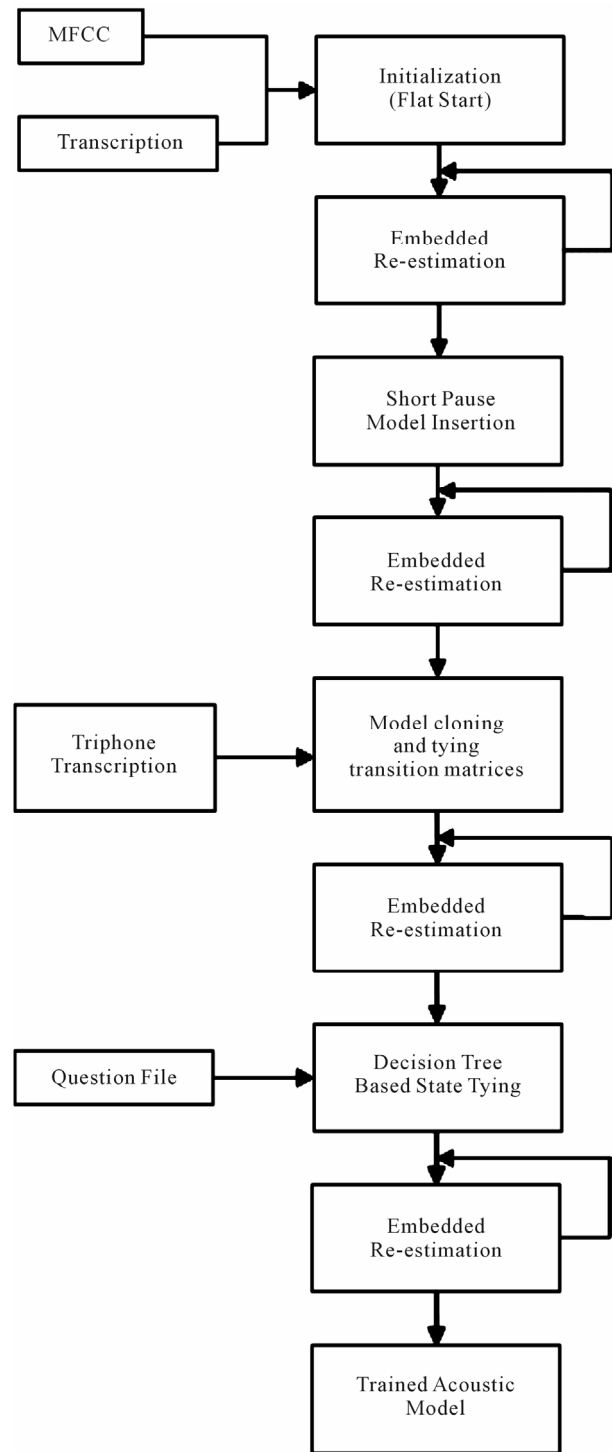 MFCC
Transcription
Initialization
(Flat Start)
Embedded
Re-estimation
Short Pause
Model Insertion
Embedded
Re-estimation
Triphone
Transcription
Model cloning
and tying
transition matrices
Embedded
Re-estimation
Question File
Decision Tree
Based State Tying
Embedded
Re-estimation
Trained Acoustic
Model